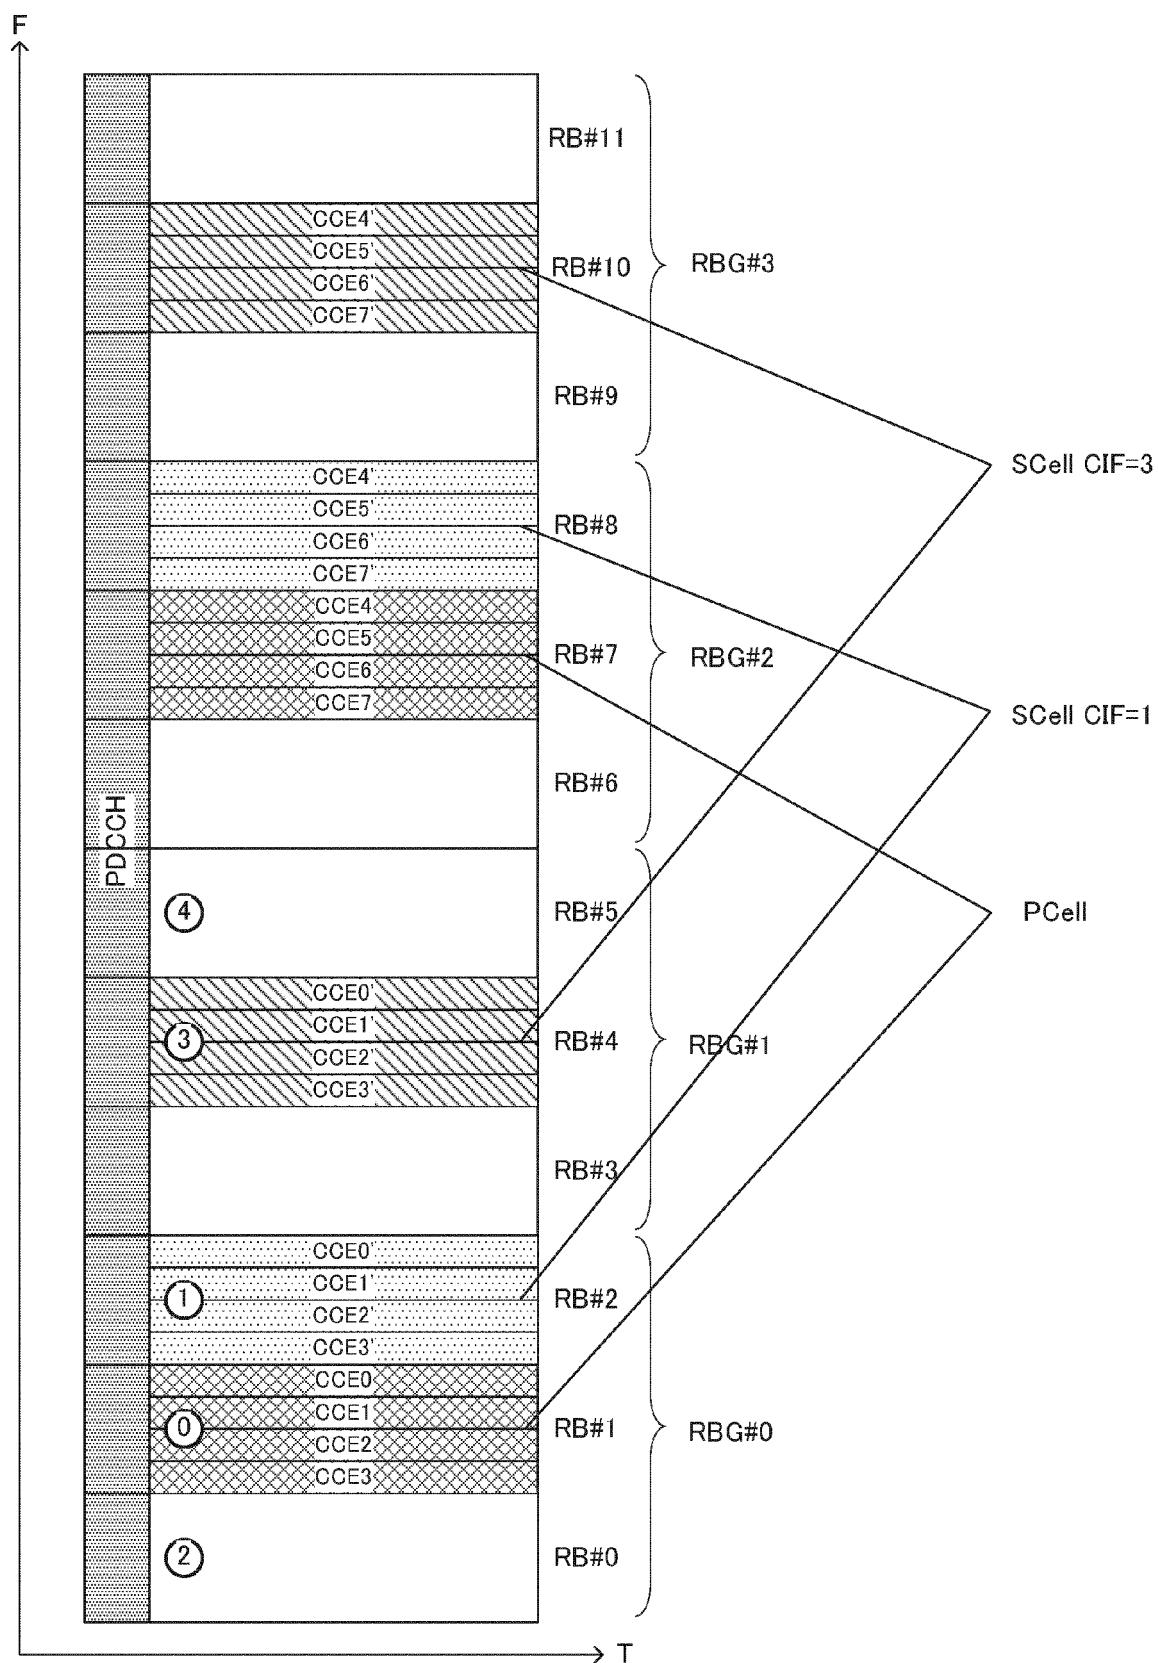 F
RB#11
CCE4'
CCE5'
RB#10
RBG#3
CCE6'
CCE7'
RB#9
SCell CIF=3
CCE4'
CCE5'
RB#8
CCE6'
CCE7'
CCE4
CCE5
RB#7
RBG#2
CCE6
CCE7
SCell CIF=1
RB#6
PDCCH
4
RB#5
PCell
CCE0'
CCE1'
3
RB#4
RBG#1
CCE2'
CCE3'
RB#3
CCE0'
CCE1'
1
RB#2
CCE2'
CCE3'
CCE0
CCE1
0
RB#1
RBG#0
CCE2
CCE3
2
RB#0
T